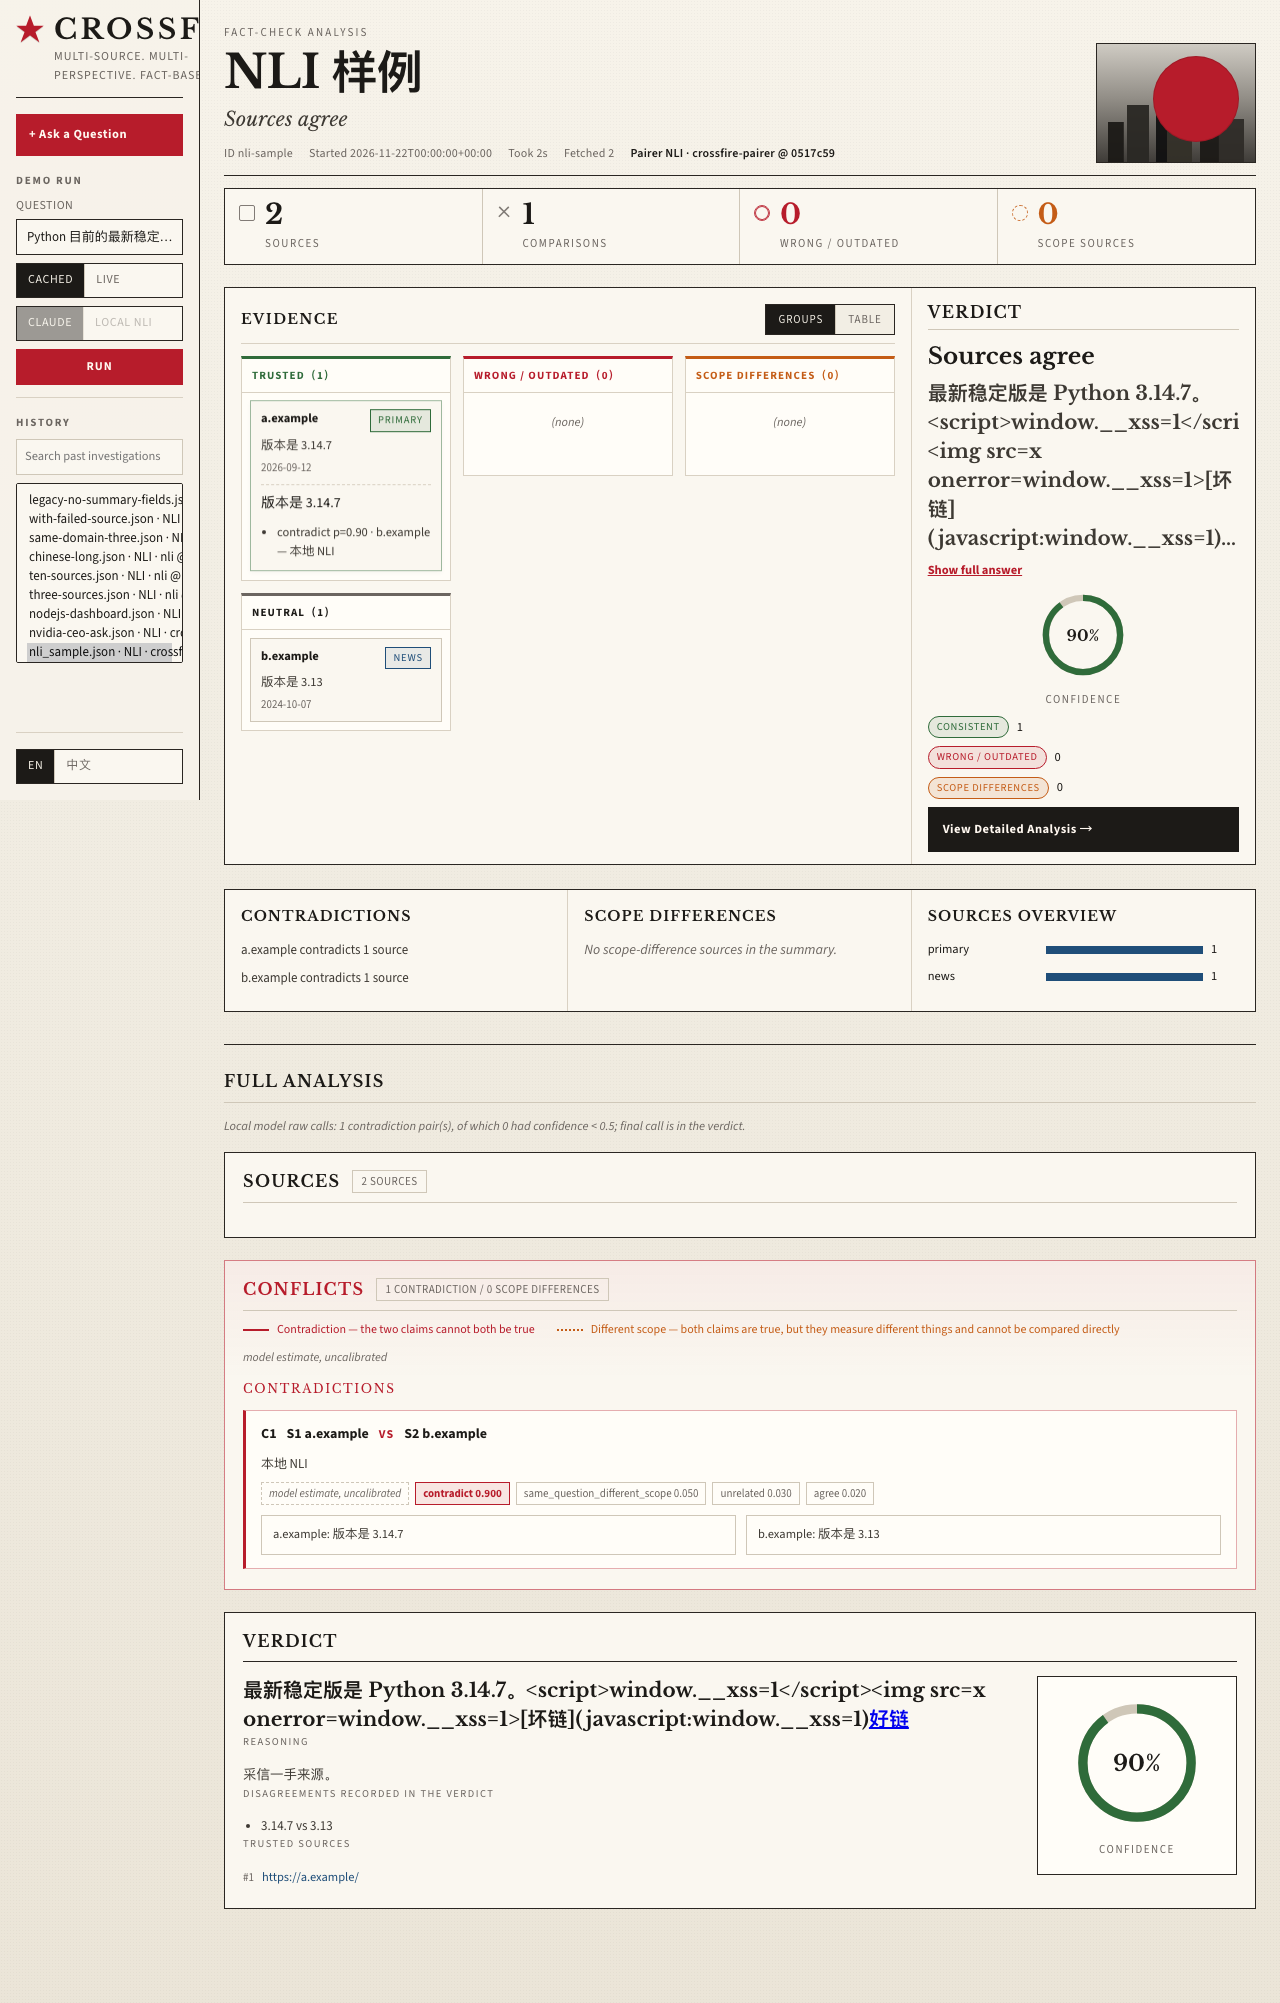 ★ CROSSF
MULTI-SOURCE. MULTI-
PERSPECTIVE. FACT-BASE
+ Ask a Question
DEMO RUN
QUESTION
Python 目前的最新稳定…
CACHED LIVE
CLAUDE LOCAL NLI
RUN
HISTORY
Search past investigations
legacy-no-summary-fields.js
with-failed-source.json · NLI
same-domain-three.json · N
chinese-long.json · NLI · nli @
ten-sources.json · NLI · nli @
three-sources.json · NLI · nli
nodejs-dashboard.json · NLI
nvidia-ceo-ask.json · NLI · cr
nli_sample.json · NLI · crossf
EN 中文
FACT-CHECK ANALYSIS
NLI 样例
Sources agree
ID nli-sample Started 2026-11-22T00:00:00+00:00 Took 2s Fetched 2 Pairer NLI · crossfire-pairer @ 0517c59
2
SOURCES
× 1
COMPARISONS
0
WRONG / OUTDATED
0
SCOPE SOURCES
EVIDENCE
GROUPS TABLE
TRUSTED (1)
a.example PRIMARY
版本是 3.14.7
2026-09-12
版本是 3.14.7
• contradict p=0.90 · b.example
— 本地 NLI
WRONG / OUTDATED (0)
(none)
SCOPE DIFFERENCES (0)
(none)
NEUTRAL (1)
b.example NEWS
版本是 3.13
2024-10-07
VERDICT
Sources agree
最新稳定版是 Python 3.14.7。
<script>window.__xss=1</scri
<img src=x
onerror=window.__xss=1>[坏
链]
(javascript:window.__xss=1)…
Show full answer
90%
CONFIDENCE
CONSISTENT 1
WRONG / OUTDATED 0
SCOPE DIFFERENCES 0
View Detailed Analysis →
CONTRADICTIONS
a.example contradicts 1 source
b.example contradicts 1 source
SCOPE DIFFERENCES
No scope-difference sources in the summary.
SOURCES OVERVIEW
primary 1
news 1
FULL ANALYSIS
Local model raw calls: 1 contradiction pair(s), of which 0 had confidence < 0.5; final call is in the verdict.
SOURCES 2 SOURCES
CONFLICTS 1 CONTRADICTION / 0 SCOPE DIFFERENCES
Contradiction — the two claims cannot both be true Different scope — both claims are true, but they measure different things and cannot be compared directly
model estimate, uncalibrated
CONTRADICTIONS
C1 S1 a.example VS S2 b.example
本地 NLI
model estimate, uncalibrated contradict 0.900 same_question_different_scope 0.050 unrelated 0.030 agree 0.020
a.example: 版本是 3.14.7 b.example: 版本是 3.13
VERDICT
最新稳定版是 Python 3.14.7。<script>window.__xss=1</script><img src=x
onerror=window.__xss=1>[坏链](javascript:window.__xss=1)好链
REASONING
采信一手来源。
DISAGREEMENTS RECORDED IN THE VERDICT
• 3.14.7 vs 3.13
TRUSTED SOURCES
#1 https://a.example/
90%
CONFIDENCE